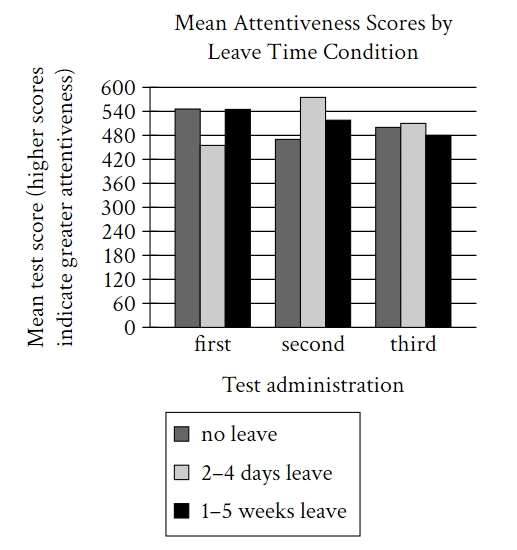 Mean Attentiveness Scores by
Leave Time Condition
Mean test score (higher scores
indicate greater attentiveness)
600
540
480
420
360
300
240
180
120
60
0
first second third
Test administration
no leave
2–4 days leave
1–5 weeks leave